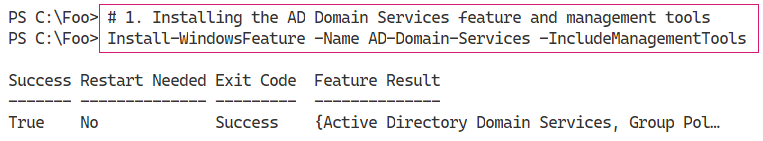 PS C:\Foo> # 1. Installing the AD Domain Services feature and management tools
PS C:\Foo> Install-WindowsFeature -Name AD-Domain-Services -IncludeManagementTools
Success Restart Needed Exit Code Feature Result
------- -------------- --------- --------------
True No Success {Active Directory Domain Services, Group Pol…